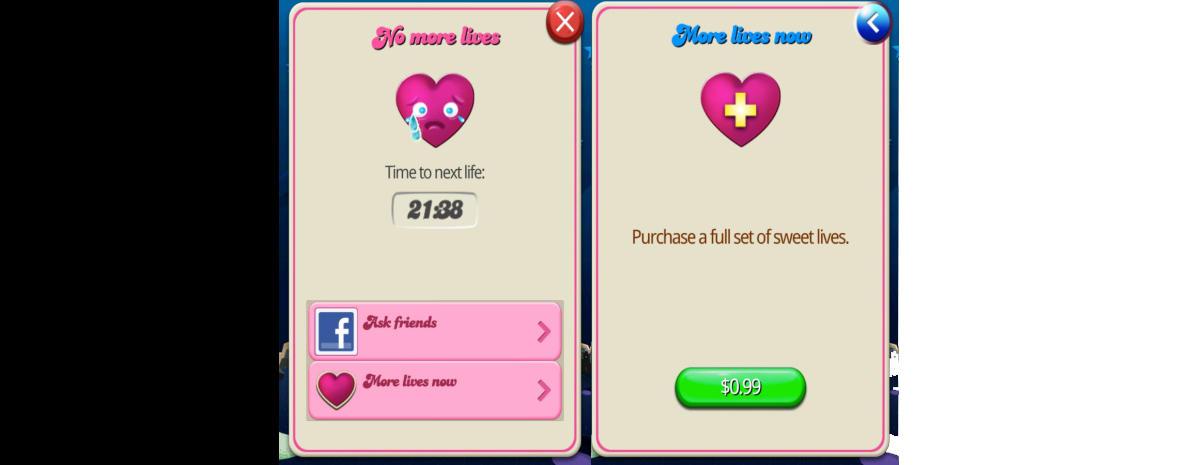 No more lives
Time to next life:
21:38
f
Ask friends
More lives now
More lives now
Purchase a full set of sweet lives.
$0.99